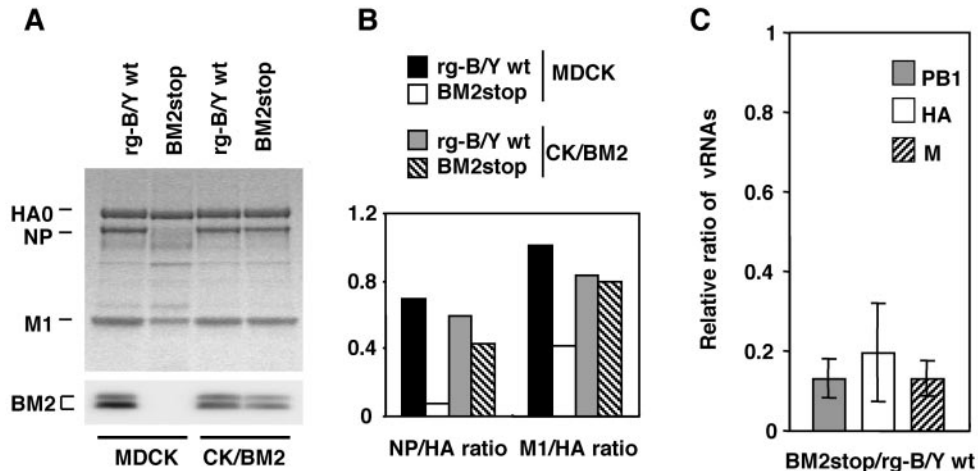 A
rg-B/Y wt
BM2stop
rg-B/Y wt
BM2stop
HA0
NP
M1
BM2
MDCK
CK/BM2
B
rg-B/Y wt
BM2stop
MDCK
rg-B/Y wt
BM2stop
CK/BM2
1.2
0.8
0.4
0
NP/HA ratio
M1/HA ratio
C
Relative ratio of vRNAs
1
0.8
0.6
0.4
0.2
0
PB1
HA
M
BM2stop/rg-B/Y wt